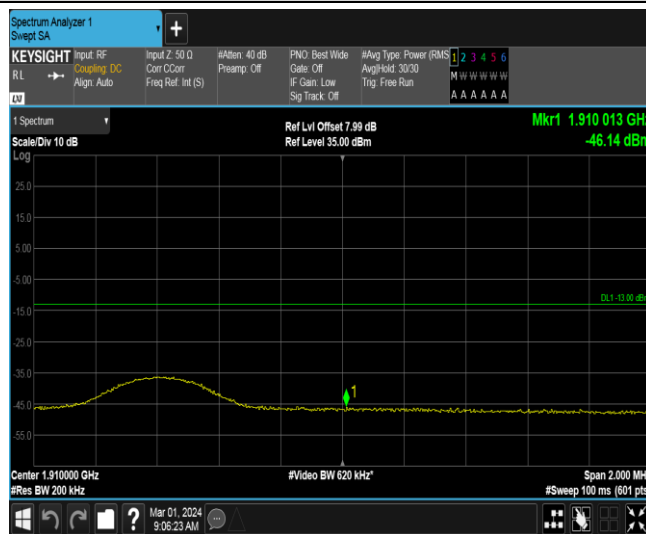 Spectrum Analyzer 1
Swept SA
KEYSIGHT Input: RF Input Z: 50 Ω #Atten: 40 dB PNO: Best Wide #Avg Type: Power (RMS 1 2 3 4 5 6
RL Coupling: DC Corr CCorr Preamp: Off Gate: Off Avg|Hold: 30/30 M W W W W W
Align: Auto Freq Ref: Int (S) IF Gain: Low Trig: Free Run
Sig Track: Off A A A A A A
LXI
1 Spectrum Ref Lvl Offset 7.99 dB Mkr1 1.910 013 GHz
Scale/Div 10 dB Ref Level 35.00 dBm -46.14 dBm
Log
25.0
15.0
5.00
-5.00
DL1 -13.00 dBm
-15.0
-25.0
-35.0
1
-45.0
-55.0
Center 1.910000 GHz #Video BW 620 kHz* Span 2.000 MH
#Res BW 200 kHz #Sweep 100 ms (601 pts
? Mar 01, 2024
9:06:23 AM